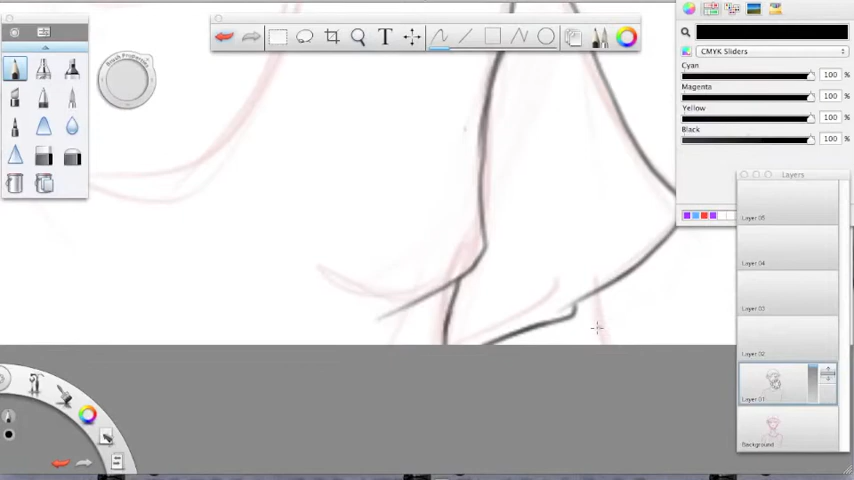 CMYK Sliders
Cyan
100 %
Magenta
100 %
Yellow
100 %
Black
100 %
Layers
Layer 05
Layer 04
Layer 03
Layer 02
Layer 01
Background
T